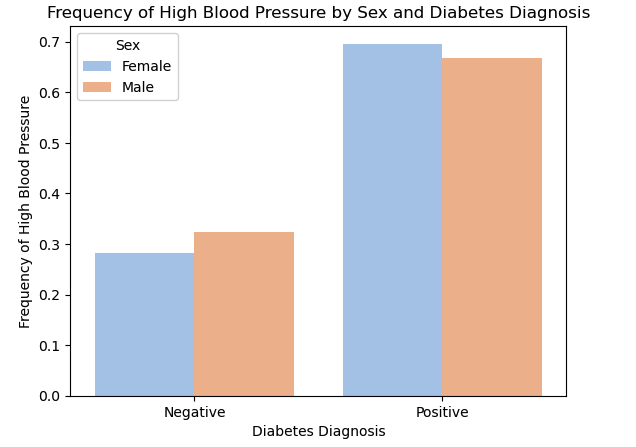 Frequency of High Blood Pressure by Sex and Diabetes Diagnosis
Sex
Female
Male
Frequency of High Blood Pressure
0.7
0.6
0.5
0.4
0.3
0.2
0.1
0.0
Negative
Positive
Diabetes Diagnosis